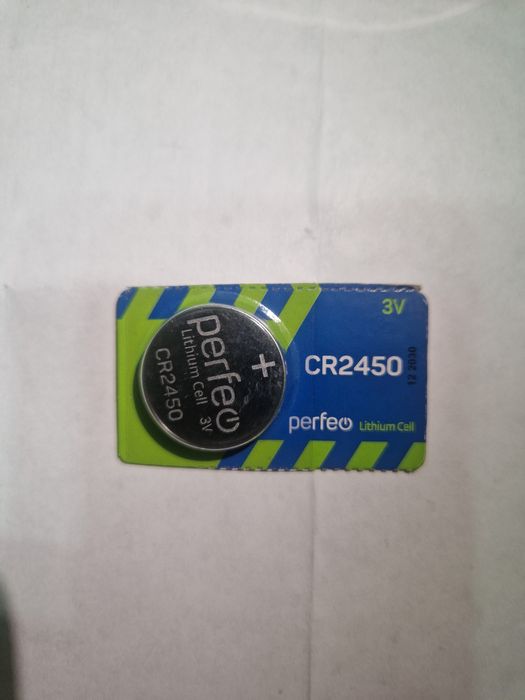 perfeo
Lithium Cell 3V
CR2450
+
3V
CR2450
12 2030
perfeo Lithium Cell